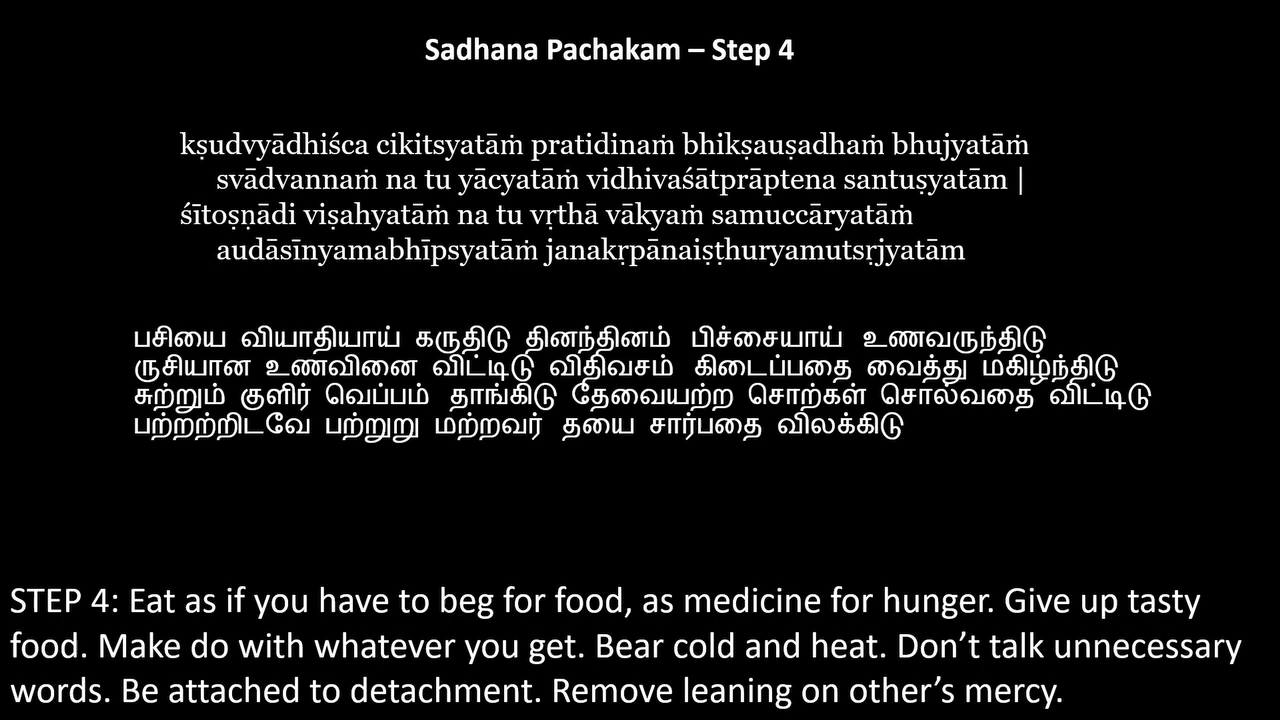 Sadhana Pachakam – Step 4
kṣudvyādhiśca cikitsyatāṁ pratidinaṁ bhikṣauṣadhaṁ bhujyatāṁ
svādvannaṁ na tu yācyatāṁ vidhivaśātprāptena santuṣyatām |
śītoṣṇādi viṣahyatāṁ na tu vṛthā vākyaṁ samuccāryatāṁ
audāsīnyamabhīpsyatāṁ janakṛpānaiṣṭhuryamutsṛjyatām
பசியை வியாதியாய் கருதிடு தினந்தினம் பிச்சையாய் உணவருந்திடு
ருசியான உணவினை விட்டிடு விதிவசம் கிடைப்பதை வைத்து மகிழ்ந்திடு
சுற்றும் குளிர் வெப்பம் தாங்கிடு தேவையற்ற சொற்கள் சொல்வதை விட்டிடு
பற்றற்றிடவே பற்றுறு மற்றவர் தயை சார்பதை விலக்கிடு
STEP 4: Eat as if you have to beg for food, as medicine for hunger. Give up tasty
food. Make do with whatever you get. Bear cold and heat. Don’t talk unnecessary
words. Be attached to detachment. Remove leaning on other’s mercy.